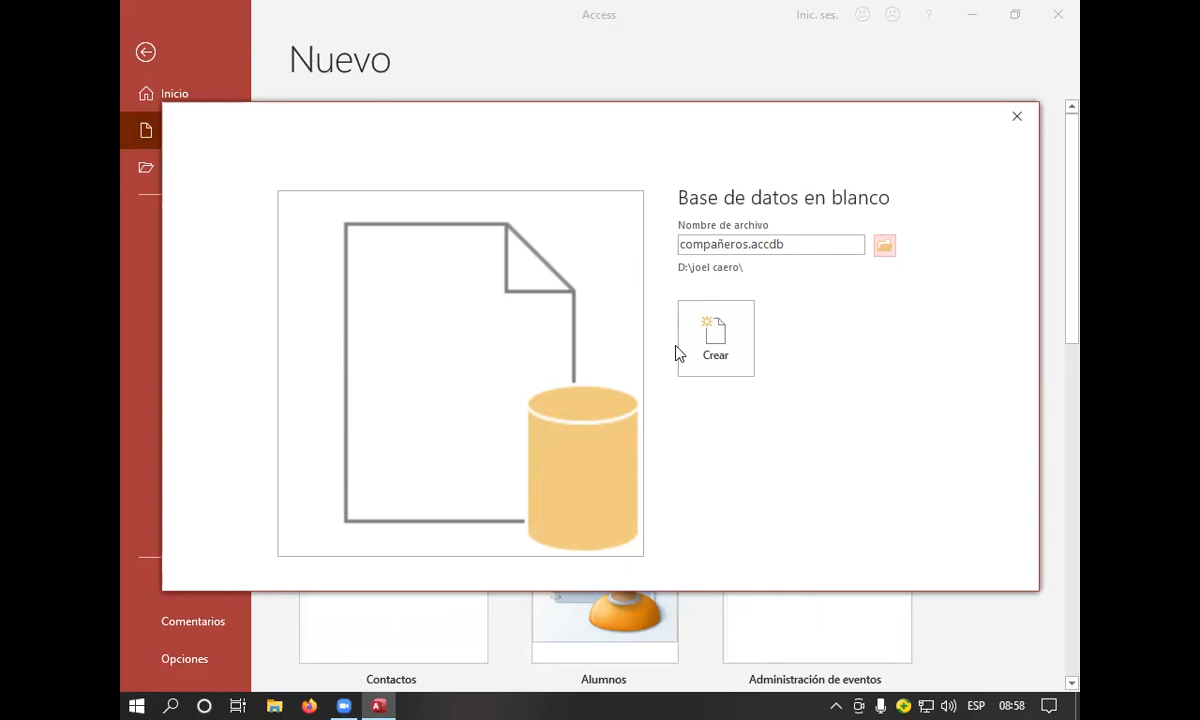 Access
Inic. ses.
?
Nuevo
Inicio
Base de datos en blanco
Nombre de archivo
compañeros.accdb
D:\joel caero\
Crear
Comentarios
Opciones
Contactos
Alumnos
Administración de eventos
ESP
08:58